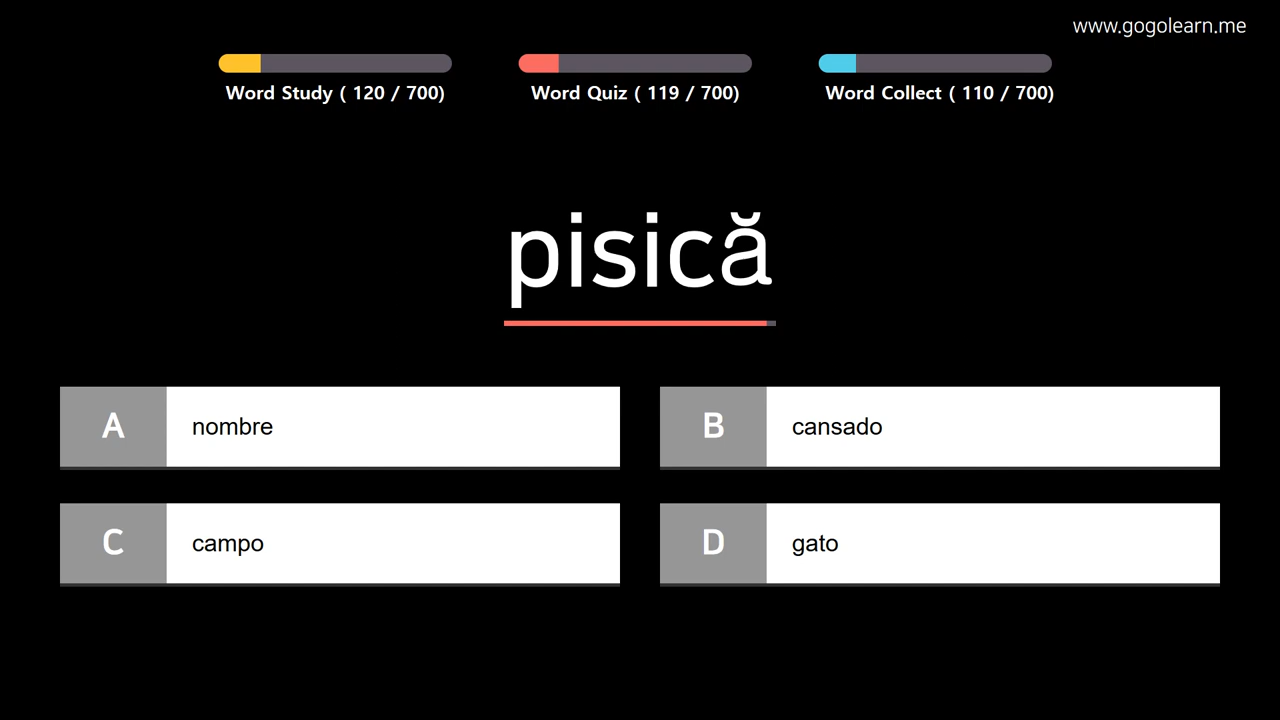 www.gogolearn.me
Word Study ( 120 / 700)
Word Quiz ( 119 / 700)
Word Collect ( 110 / 700)
pisică
A
nombre
B
cansado
C
campo
D
gato